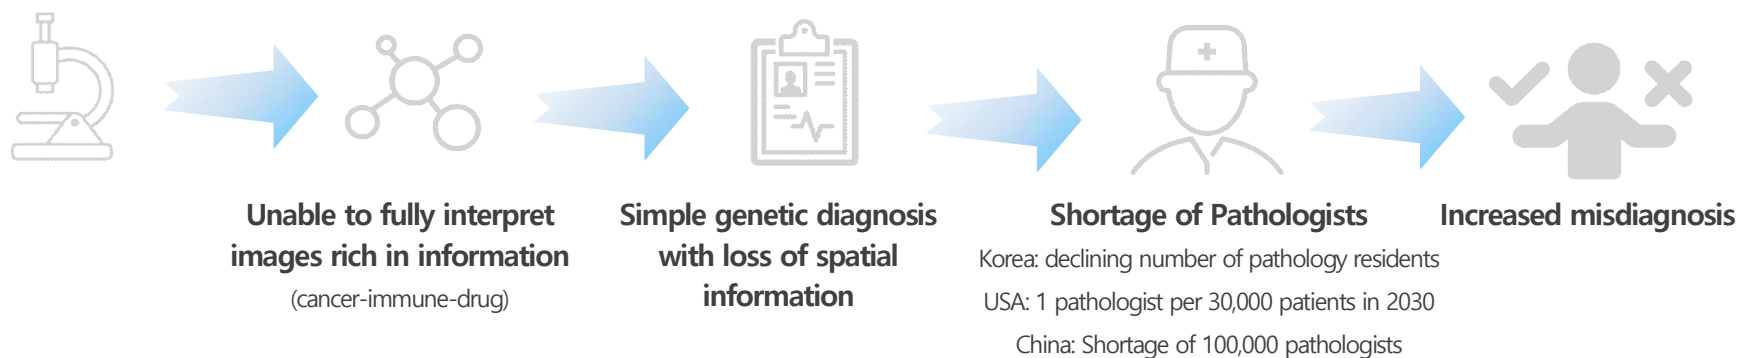 Unable to fully interpret
images rich in information
(cancer-immune-drug)
Simple genetic diagnosis
with loss of spatial
information
Shortage of Pathologists
Korea: declining number of pathology residents
USA: 1 pathologist per 30,000 patients in 2030
China: Shortage of 100,000 pathologists
Increased misdiagnosis